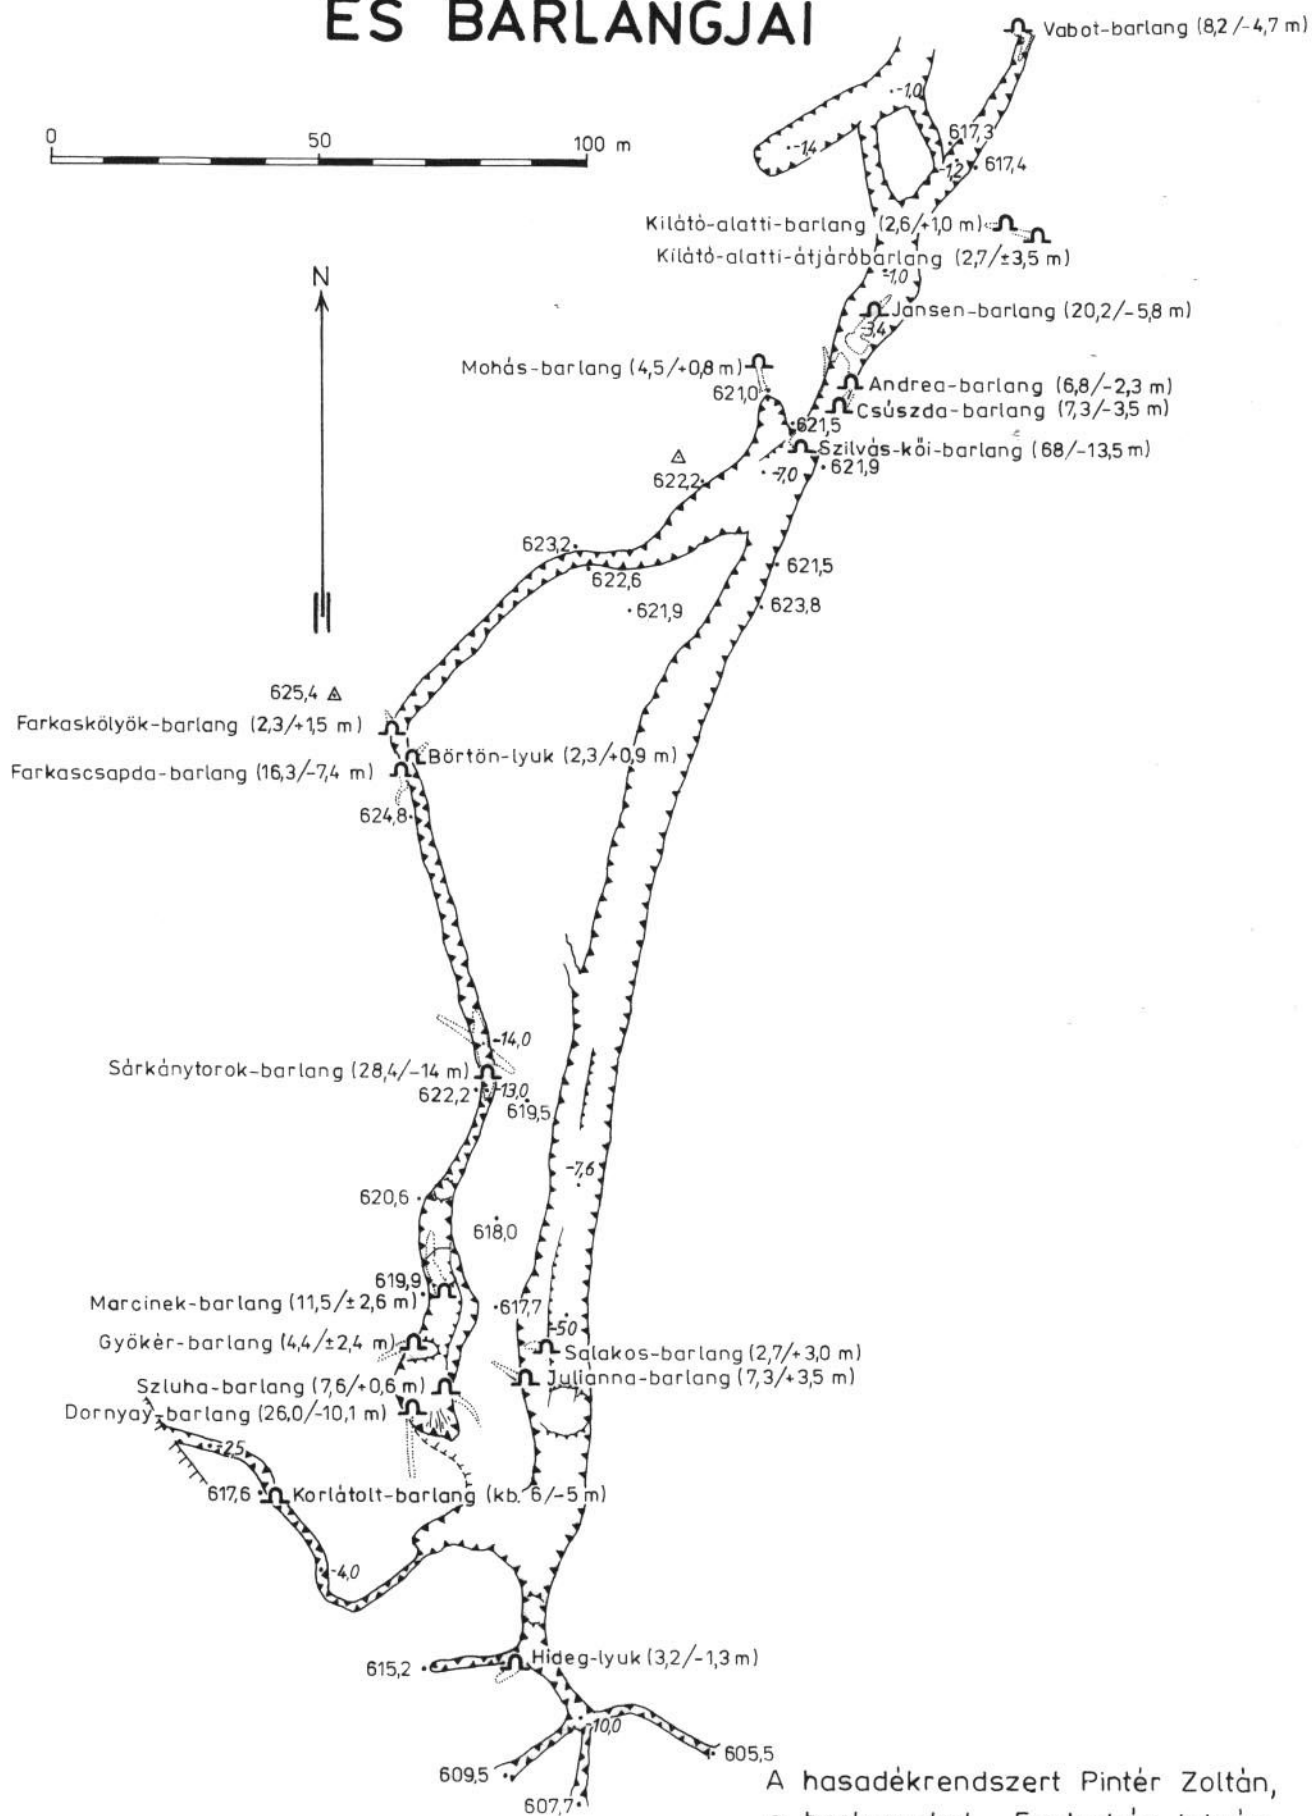 ÉS BARLANGJAI
Vabot-barlang (8,2/-4,7 m)
0 50 100 m
-1,0
617,3
-1,4
-1,2
617,4
Kilátó-alatti-barlang (2,6/+1,0 m)
Kilátó-alatti-átjáróbarlang (2,7/±3,5 m)
N
-1,0
Jansen-barlang (20,2/-5,8 m)
-3,4
Mohás-barlang (4,5/+0,8 m)
Andrea-barlang (6,8/-2,3 m)
621,0
Csúszda-barlang (7,3/-3,5 m)
621,5
Szilvás-kői-barlang (68/-13,5 m)
621,9
-7,0
622,2
623,2
621,5
622,6
621,9
623,8
625,4
Farkaskölyök-barlang (2,3/+1,5 m)
Börtön-lyuk (2,3/+0,9 m)
Farkascsapda-barlang (16,3/-7,4 m)
624,8
-14,0
Sárkánytorok-barlang (28,4/-14 m)
622,2
-13,0
619,5
-7,6
620,6
618,0
619,9
Marcinek-barlang (11,5/±2,6 m)
617,7
-5,0
Gyökér-barlang (4,4/±2,4 m)
Salakos-barlang (2,7/+3,0 m)
Julianna-barlang (7,3/+3,5 m)
Szluha-barlang (7,6/+0,6 m)
Dornyay-barlang (26,0/-10,1 m)
-2,5
617,6
Korlátolt-barlang (kb. 6/-5 m)
-4,0
Hideg-lyuk (3,2/-1,3 m)
615,2
-10,0
605,5
609,5
A hasadékrendszert Pintér Zoltán,
607,7